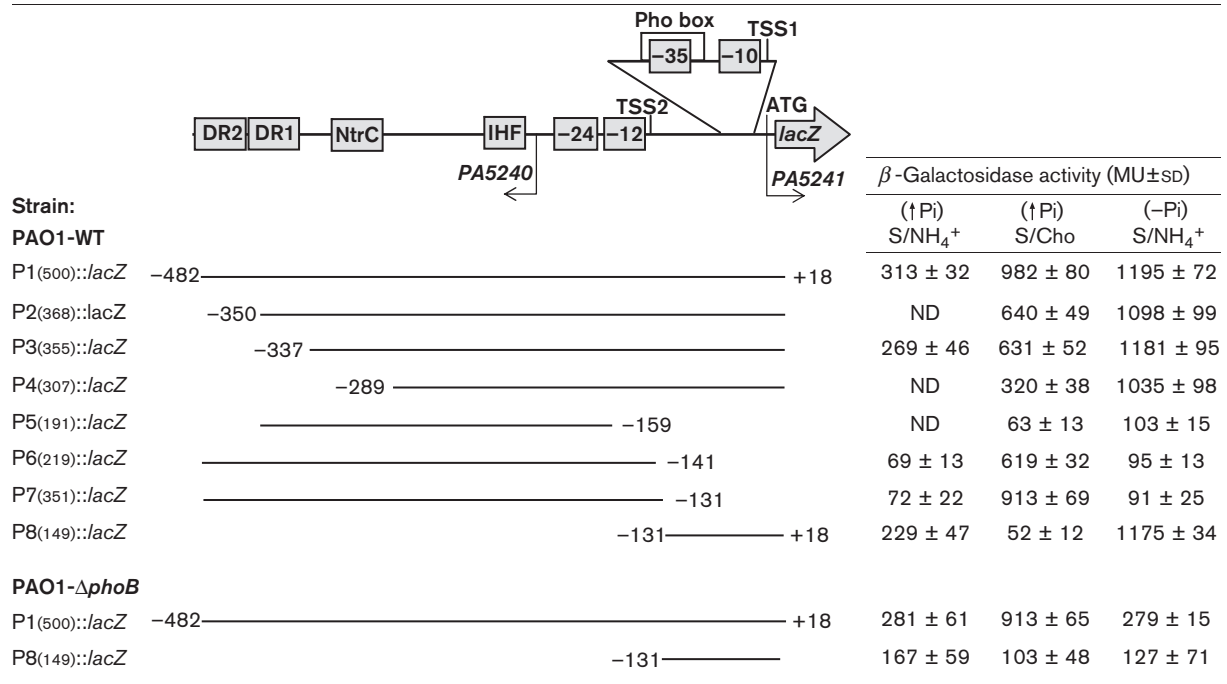 Pho box
TSS1
−35 −10
TSS2 ATG
DR2 DR1 NtrC IHF −24 −12 lacZ
PA5240 PA5241
β-Galactosidase activity (MU±SD)
Strain: (↑Pi) (↑Pi) (−Pi)
PAO1-WT S/NH₄⁺ S/Cho S/NH₄⁺
P1(500)::lacZ −482 +18 313 ± 32 982 ± 80 1195 ± 72
P2(368)::lacZ −350 ND 640 ± 49 1098 ± 99
P3(355)::lacZ −337 269 ± 46 631 ± 52 1181 ± 95
P4(307)::lacZ −289 ND 320 ± 38 1035 ± 98
P5(191)::lacZ −159 ND 63 ± 13 103 ± 15
P6(219)::lacZ −141 69 ± 13 619 ± 32 95 ± 13
P7(351)::lacZ −131 72 ± 22 913 ± 69 91 ± 25
P8(149)::lacZ −131 +18 229 ± 47 52 ± 12 1175 ± 34
PAO1-ΔphoB
P1(500)::lacZ −482 +18 281 ± 61 913 ± 65 279 ± 15
P8(149)::lacZ −131 167 ± 59 103 ± 48 127 ± 71